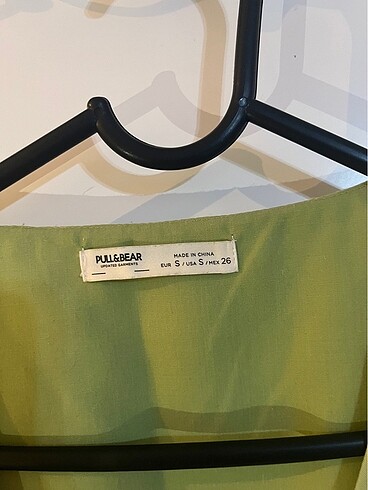 PULL&BEAR
UPDATED GARMENTS
MADE IN CHINA
EUR S / USA S / MEX 26